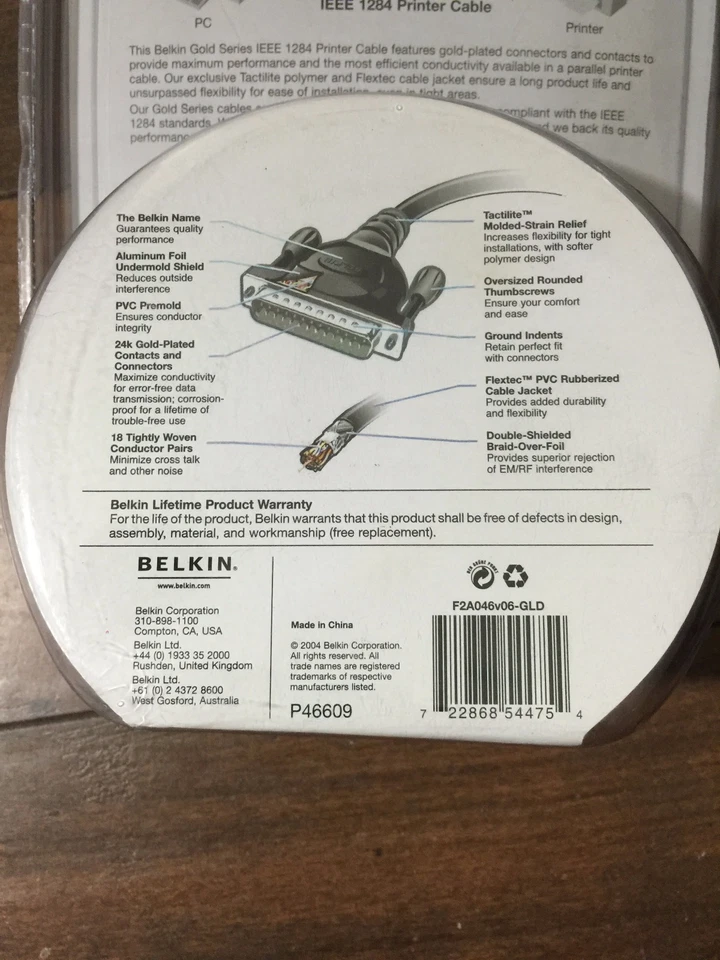 IEEE 1284 Printer Cable
PC
Printer
This Belkin Gold Series IEEE 1284 Printer Cable features gold-plated connectors and contacts to
provide maximum performance and the most efficient conductivity available in a parallel printer
cable. Our exclusive Tactilite polymer and Flextec cable jacket ensure a long product life and
unsurpassed flexibility for ease of installation, even in tight areas.
Our Gold Series cables compliant with the IEEE
1284 standards. we back its quality
The Belkin Name
Guarantees quality
performance
Aluminum Foil
Undermold Shield
Reduces outside
interference
PVC Premold
Ensures conductor
integrity
24k Gold-Plated
Contacts and
Connectors
Maximize conductivity
for error-free data
transmission; corrosion-
proof for a lifetime of
trouble-free use
18 Tightly Woven
Conductor Pairs
Minimize cross talk
and other noise
Tactilite™
Molded-Strain Relief
Increases flexibility for tight
installations, with softer
polymer design
Oversized Rounded
Thumbscrews
Ensure your comfort
and ease
Ground Indents
Retain perfect fit
with connectors
Flextec™ PVC Rubberized
Cable Jacket
Provides added durability
and flexibility
Double-Shielded
Braid-Over-Foil
Provides superior rejection
of EM/RF interference
Belkin Lifetime Product Warranty
For the life of the product, Belkin warrants that this product shall be free of defects in design,
assembly, material, and workmanship (free replacement).
BELKIN®
www.belkin.com
Belkin Corporation
310-898-1100
Compton, CA, USA
Belkin Ltd.
+44 (0) 1933 35 2000
Rushden, United Kingdom
Belkin Ltd.
+61 (0) 2 4372 8600
West Gosford, Australia
Made in China
© 2004 Belkin Corporation.
All rights reserved. All
trade names are registered
trademarks of respective
manufacturers listed.
P46609
DER GRÜNE PUNKT
F2A046v06-GLD
7 22868 54475 4